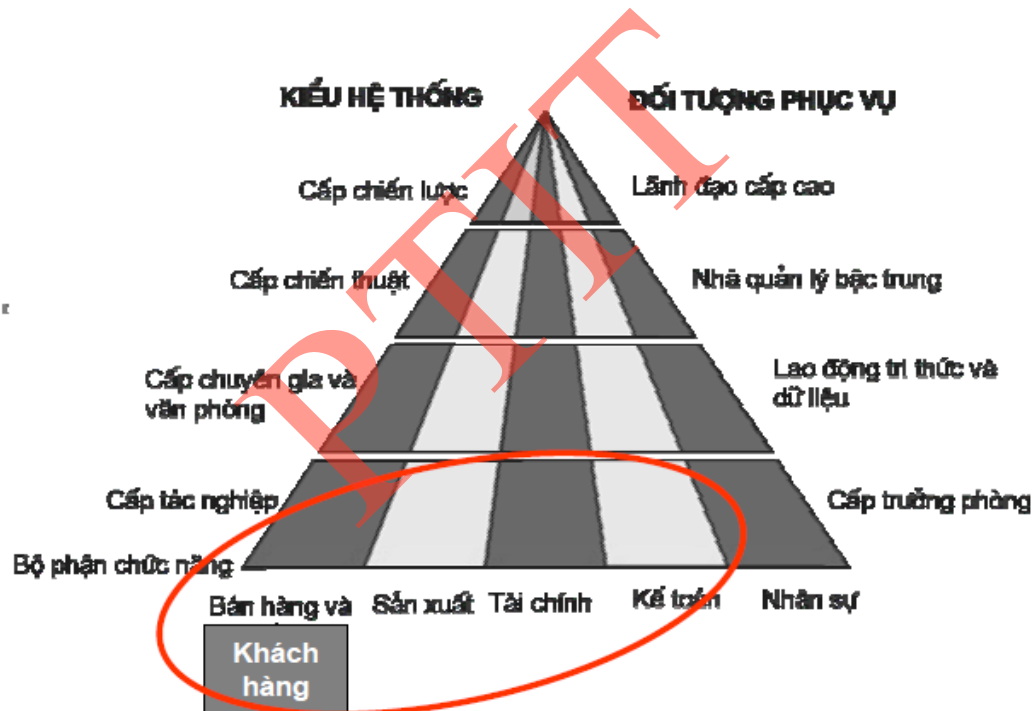 KIỂU HỆ THỐNG
ĐỐI TƯỢNG PHỤC VỤ
Cấp chiến lược
Lãnh đạo cấp cao
Cấp chiến thuật
Nhà quản lý bậc trung
Cấp chuyên gia và
văn phòng
Lao động tri thức và
dữ liệu
Cấp tác nghiệp
Cấp trưởng phòng
Bộ phận chức năng
Bán hàng và
Sản xuất
Tài chính
Kế toán
Nhân sự
Khách
hàng
PTIT